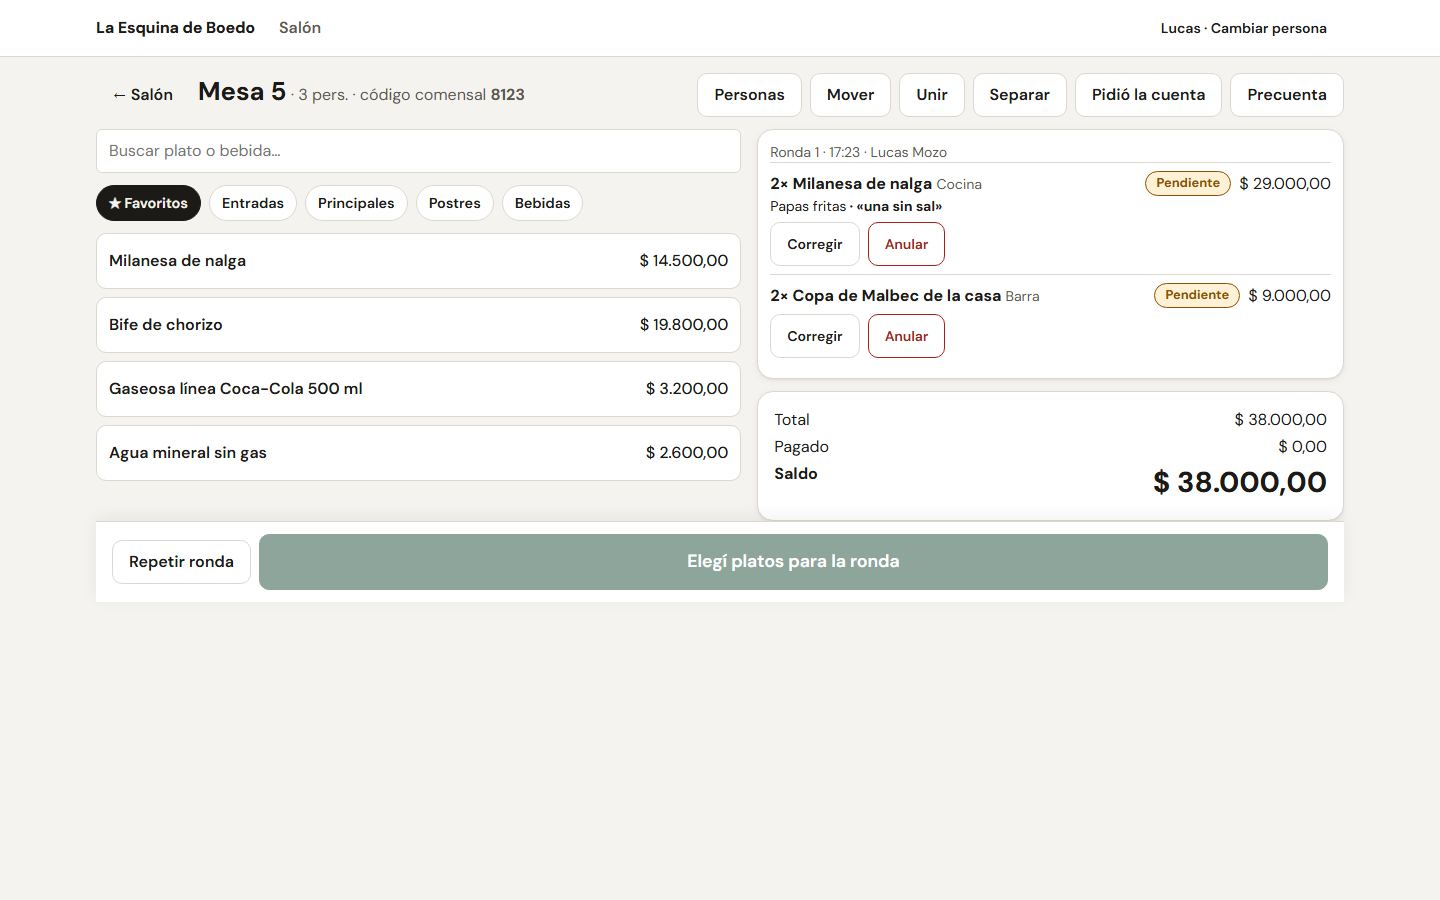 La Esquina de Boedo Salón Lucas · Cambiar persona
← Salón Mesa 5 · 3 pers. · código comensal 8123 Personas Mover Unir Separar Pidió la cuenta Precuenta
Buscar plato o bebida...
★ Favoritos Entradas Principales Postres Bebidas
Milanesa de nalga $ 14.500,00
Bife de chorizo $ 19.800,00
Gaseosa línea Coca-Cola 500 ml $ 3.200,00
Agua mineral sin gas $ 2.600,00
Ronda 1 · 17:23 · Lucas Mozo
2× Milanesa de nalga Cocina Pendiente $ 29.000,00
Papas fritas · «una sin sal»
Corregir Anular
2× Copa de Malbec de la casa Barra Pendiente $ 9.000,00
Corregir Anular
Total $ 38.000,00
Pagado $ 0,00
Saldo $ 38.000,00
Repetir ronda Elegí platos para la ronda